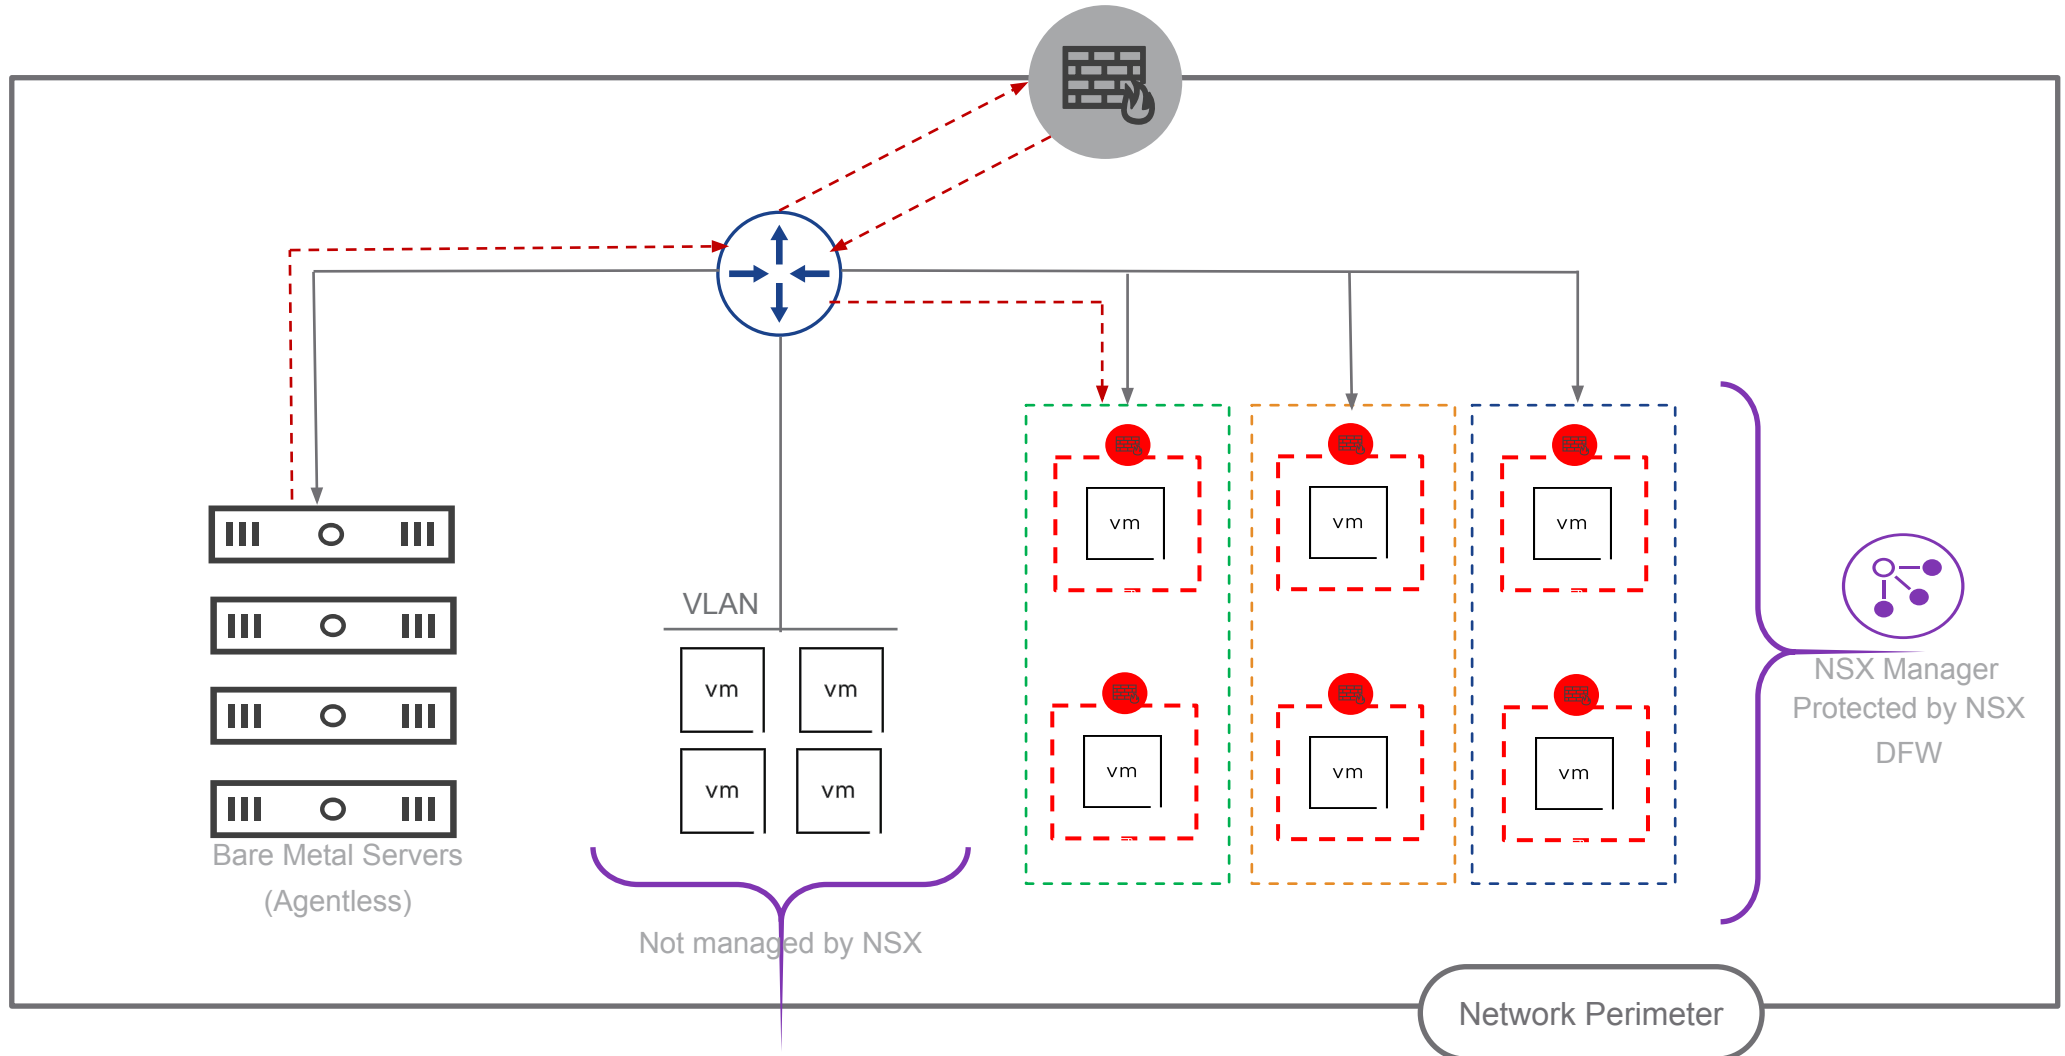 vm
vm
vm
VLAN
vm
vm
NSX Manager
Protected by NSX
DFW
vm
vm
vm
vm
vm
Bare Metal Servers
(Agentless)
Not managed by NSX
Network Perimeter